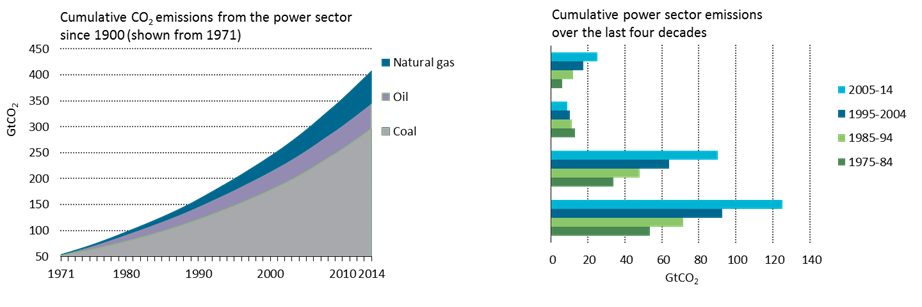 Cumulative CO2 emissions from the power sector
since 1900 (shown from 1971)
450
400
350
300
250
200
150
100
50
GtCO2
1971
1980
1990
2000
2010 2014
Natural gas
Oil
Coal
Cumulative power sector emissions
over the last four decades
0
20
40
60
80
100
120
140
GtCO2
2005-14
1995-2004
1985-94
1975-84